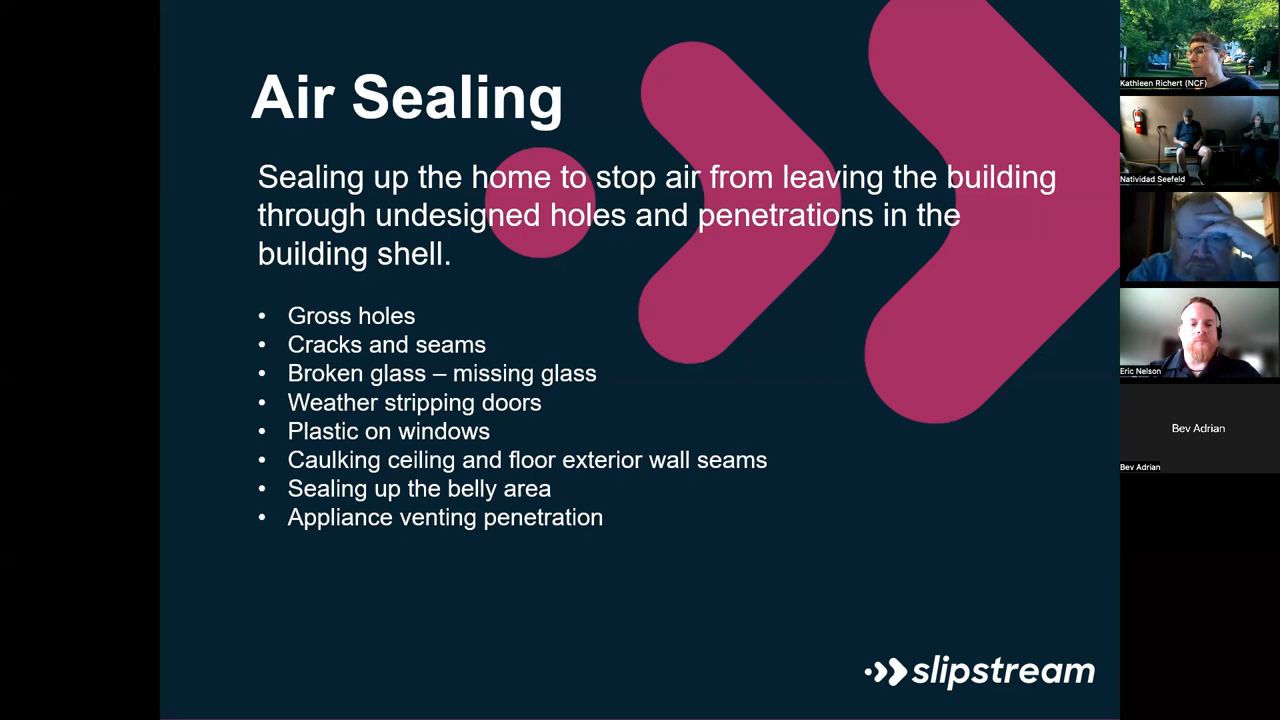 Air Sealing
Sealing up the home to stop air from leaving the building
through undesigned holes and penetrations in the
building shell.
• Gross holes
• Cracks and seams
• Broken glass – missing glass
• Weather stripping doors
• Plastic on windows
• Caulking ceiling and floor exterior wall seams
• Sealing up the belly area
• Appliance venting penetration
slipstream
Kathleen Richert (NCF)
Natividad Seefeld
Eric Nelson
Bev Adrian
Bev Adrian